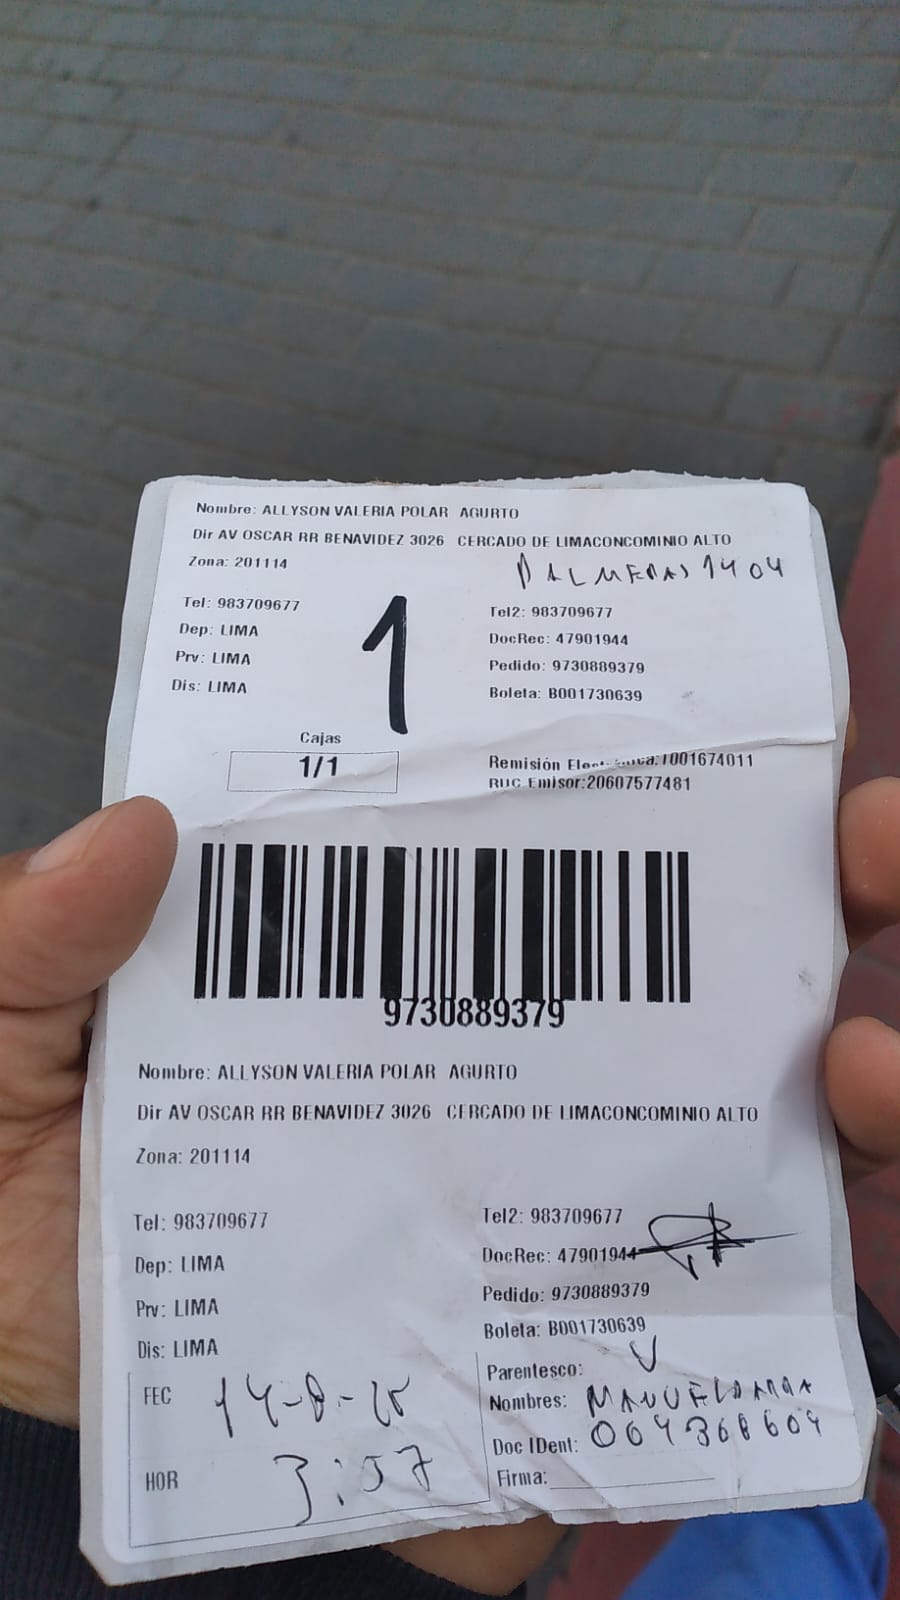 Nombre: ALLYSON VALERIA POLAR AGURTO
Dir AV OSCAR RR BENAVIDEZ 3026 CERCADO DE LIMACONCOMINIO ALTO
Zona: 201114
PALMERAS 1404
Tel: 983709677
Tel2: 983709677
Dep: LIMA
DocRec: 47901944
Prv: LIMA
Pedido: 9730889379
Dis: LIMA
Boleta: B001730639
1
Cajas
1/1
Remisión
001674011
RUC Emisor:20607577481
9730889379
Nombre: ALLYSON VALERIA POLAR AGURTO
Dir AV OSCAR RR BENAVIDEZ 3026 CERCADO DE LIMACONCOMINIO ALTO
Zona: 201114
Tel: 983709677
Tel2: 983709677
Dep: LIMA
DocRec: 47901944
Prv: LIMA
Pedido: 9730889379
Dis: LIMA
Boleta: B001730639
Parentesco:
FEC
Nombres: MANUEL
Doc IDent:
HOR 3:57
Firma: